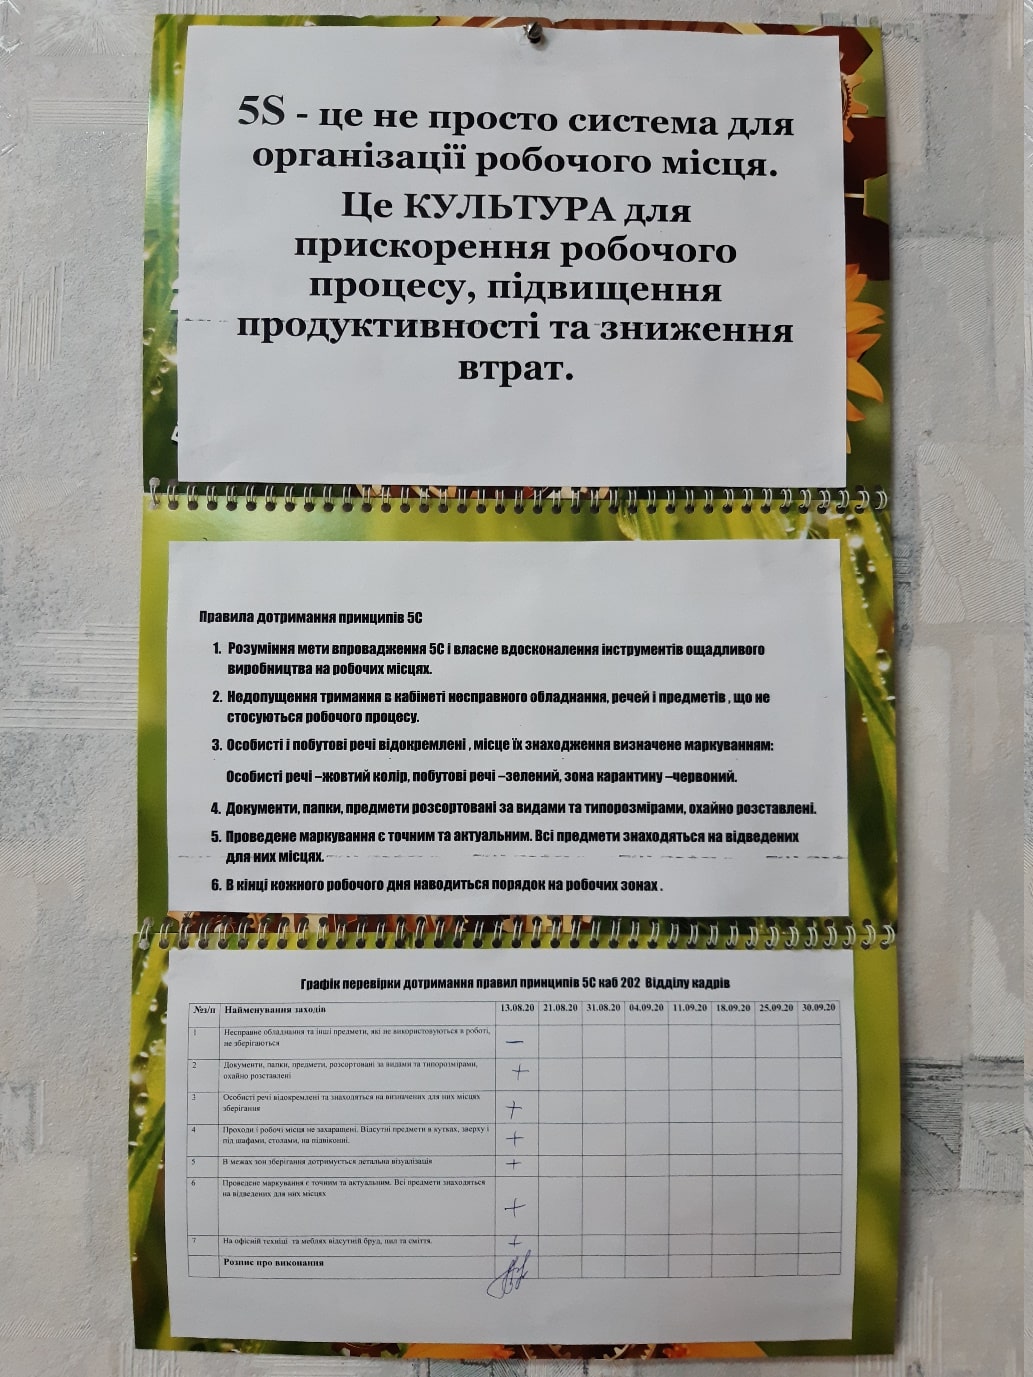 5S - це не просто система для
організації робочого місця.
Це КУЛЬТУРА для
прискорення робочого
процесу, підвищення
продуктивності та зниження
втрат.
Правила дотримання принципів 5С
1. Розуміння мети впровадження 5С і власне вдосконалення інструментів ощадливого
виробництва на робочих місцях.
2. Недопущення тримання в кабінеті несправного обладнання, речей і предметів , що не
стосуються робочого процесу.
3. Особисті і побутові речі відокремлені , місце їх знаходження визначене маркуванням:
Особисті речі –жовтий колір, побутові речі –зелений, зона карантину –червоний.
4. Документи, папки, предмети розсортовані за видами та типорозмірами, охайно розставлені.
5. Проведене маркування є точним та актуальним. Всі предмети знаходяться на відведених
для них місцях.
6. В кінці кожного робочого дня наводиться порядок на робочих зонах .
Графік перевірки дотримання правил принципів 5С каб 202 Відділу кадрів
№з/п Найменування заходів 13.08.20 21.08.20 31.08.20 04.09.20 11.09.20 18.09.20 25.09.20 30.09.20
1 Несправне обладнання та інші предмети, які не використовуються в роботі,
не зберігаються —
2 Документи, папки, предмети, розсортовані за видами та типорозмірами,
охайно розставлені +
3 Особисті речі відокремлені та знаходяться на визначених для них місцях
зберігання +
4 Проходи і робочі місця не захаращені. Відсутні предмети в кутках, зверху і
під шафами, столами, на підвіконні. +
5 В межах зон зберігання дотримується детальна візуалізація +
6 Проведене маркування є точним та актуальним. Всі предмети знаходяться
на відведених для них місцях +
7 На офісній техніці та меблях відсутній бруд, пил та сміття. +
Розпис про виконання